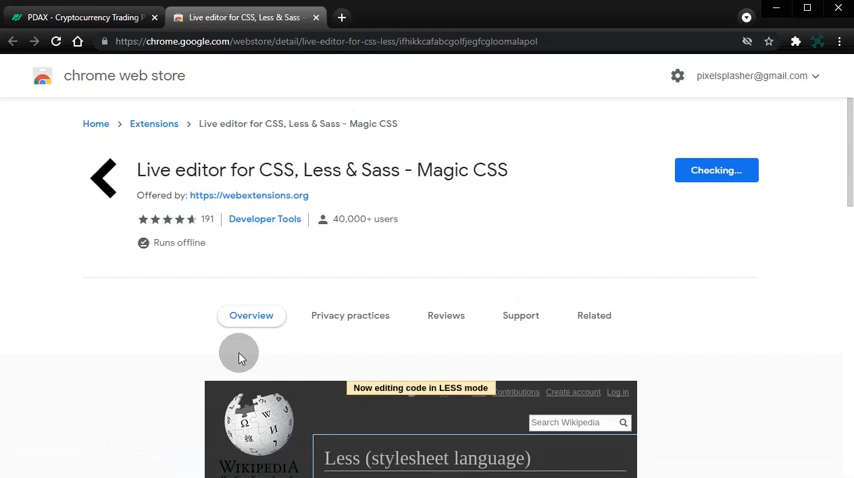 PDAX - Cryptocurrency Trading P
Live editor for CSS, Less & Sass -
https://chrome.google.com/webstore/detail/live-editor-for-css-less/ifhikkcafabcgolfjegfcgloomalapol
chrome web store
pixelsplasher@gmail.com
Home > Extensions > Live editor for CSS, Less & Sass - Magic CSS
Live editor for CSS, Less & Sass - Magic CSS
Checking...
Offered by: https://webextensions.org
191 Developer Tools 40,000+ users
Runs offline
Overview Privacy practices Reviews Support Related
Now editing code in LESS mode
Contributions Create account Log in
Search Wikipedia
WIKIPEDIA
Less (stylesheet language)